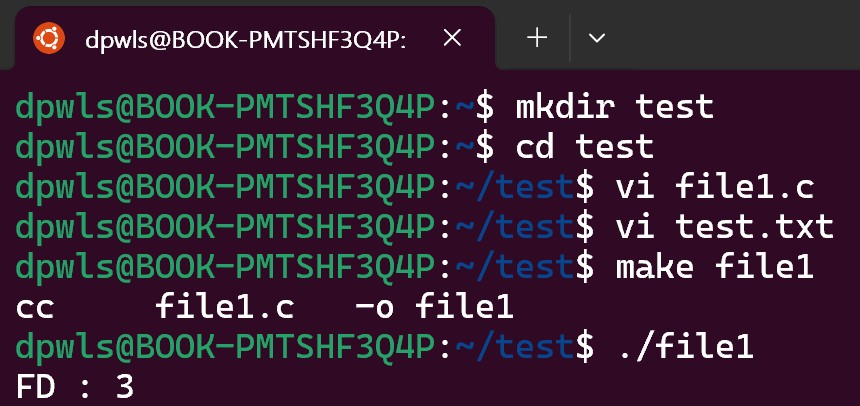 dpwls@BOOK-PMTSHF3Q4P:
dpwls@BOOK-PMTSHF3Q4P:~$ mkdir test
dpwls@BOOK-PMTSHF3Q4P:~$ cd test
dpwls@BOOK-PMTSHF3Q4P:~/test$ vi file1.c
dpwls@BOOK-PMTSHF3Q4P:~/test$ vi test.txt
dpwls@BOOK-PMTSHF3Q4P:~/test$ make file1
cc     file1.c   -o file1
dpwls@BOOK-PMTSHF3Q4P:~/test$ ./file1
FD : 3